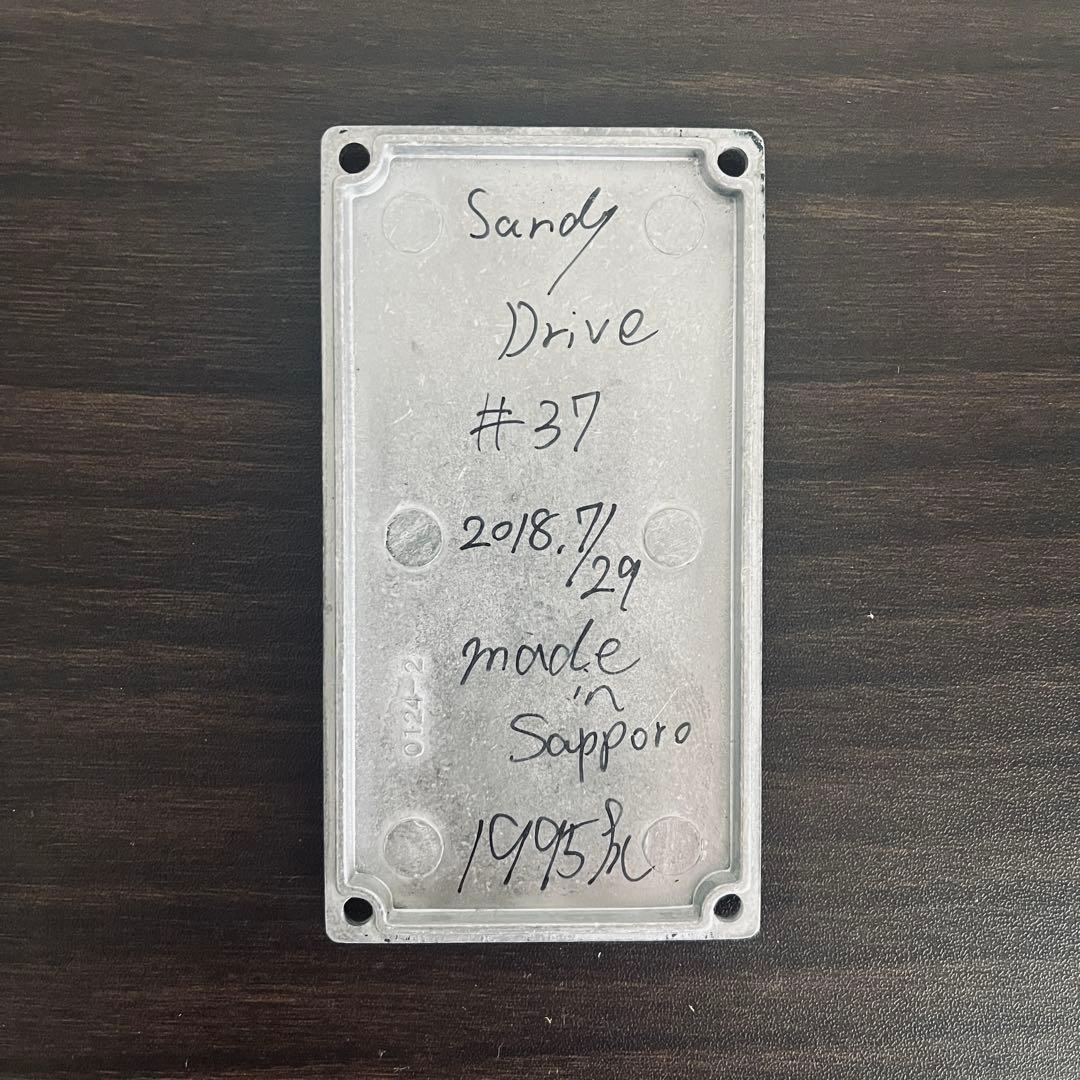 Sandy
Drive
#37
2018.7/29
made
in
Sapporo
1995
0124-2